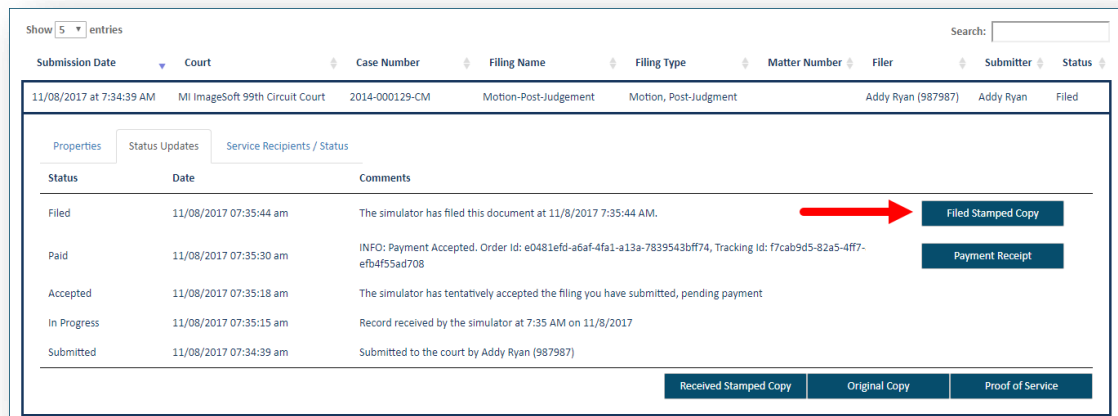 Show 5 entries Search:
Submission Date Court Case Number Filing Name Filing Type Matter Number Filer Submitter Status
11/08/2017 at 7:34:39 AM MI ImageSoft 99th Circuit Court 2014-000129-CM Motion-Post-Judgement Motion, Post-Judgment Addy Ryan (987987) Addy Ryan Filed
Properties Status Updates Service Recipients / Status
Status Date Comments
Filed 11/08/2017 07:35:44 am The simulator has filed this document at 11/8/2017 7:35:44 AM. Filed Stamped Copy
Paid 11/08/2017 07:35:30 am INFO: Payment Accepted. Order Id: e0481efd-a6af-4fa1-a13a-7839543bff74, Tracking Id: f7cab9d5-82a5-4ff7-
efb4f55ad708 Payment Receipt
Accepted 11/08/2017 07:35:18 am The simulator has tentatively accepted the filing you have submitted, pending payment
In Progress 11/08/2017 07:35:15 am Record received by the simulator at 7:35 AM on 11/8/2017
Submitted 11/08/2017 07:34:39 am Submitted to the court by Addy Ryan (987987)
Received Stamped Copy Original Copy Proof of Service